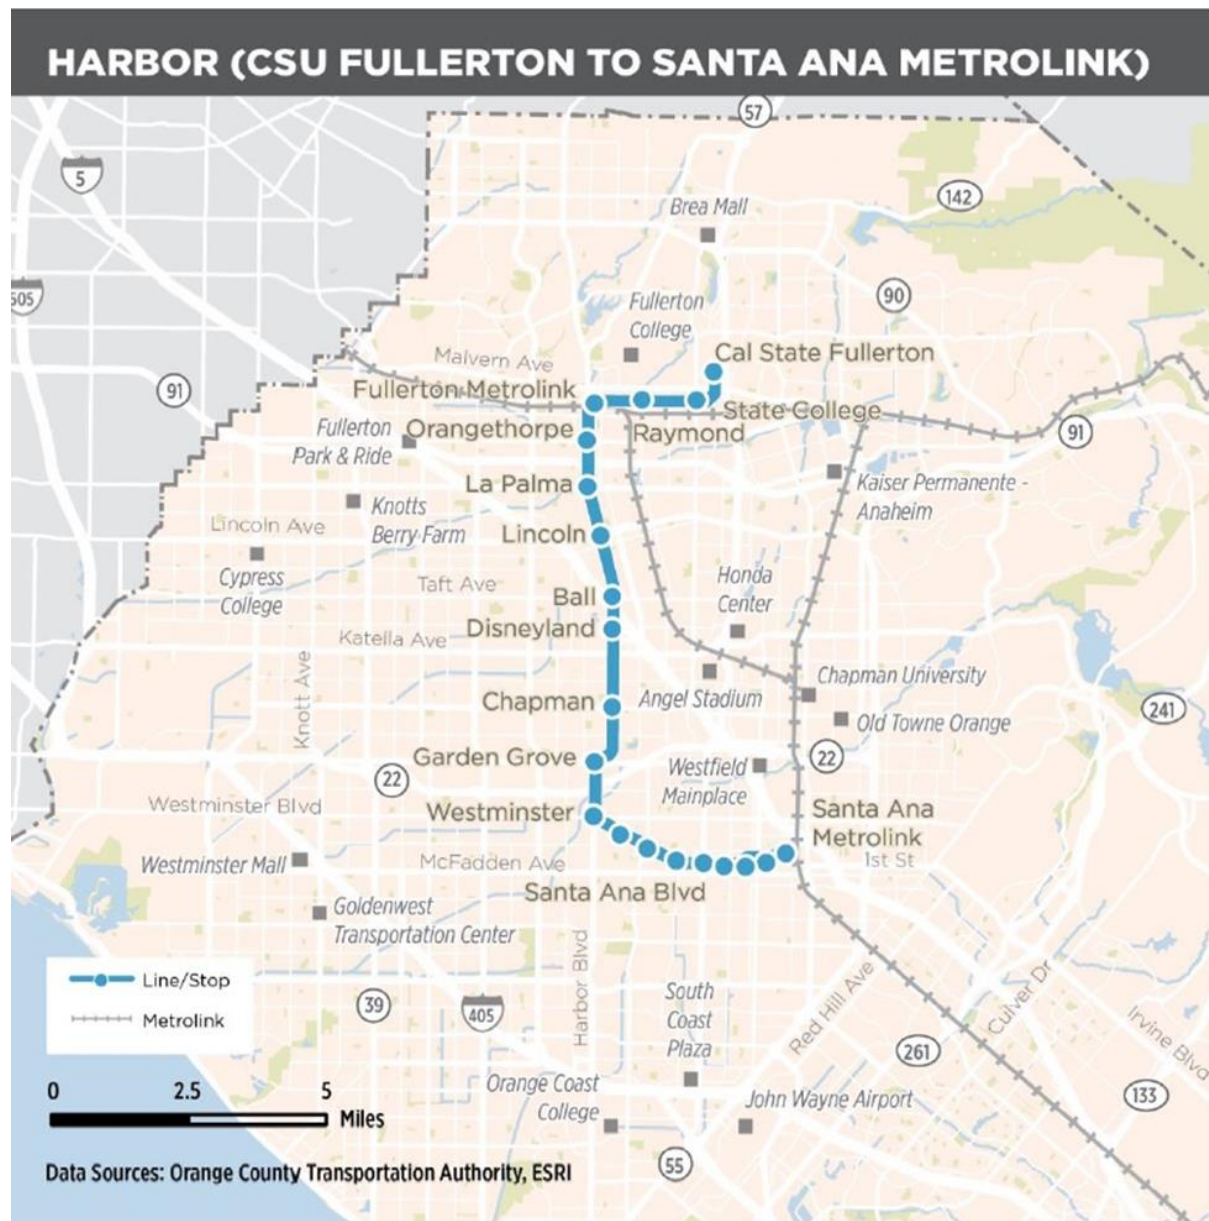 HARBOR (CSU FULLERTON TO SANTA ANA METROLINK)
57
5
142
Brea Mall
605
90
Fullerton
College
Malvern Ave
Cal State Fullerton
91
Fullerton Metrolink
State College
Fullerton
Park & Ride
Orangethorpe
Raymond
91
La Palma
Kaiser Permanente -
Anaheim
Knotts
Berry Farm
Lincoln Ave
Lincoln
Cypress
College
Taft Ave
Ball
Honda
Center
Katella Ave
Disneyland
Knott Ave
Chapman
Angel Stadium
Chapman University
Old Towne Orange
241
Garden Grove
22
22
Westfield
Mainplace
Westminster Blvd
Westminster
Santa Ana
Metrolink
Westminster Mall
McFadden Ave
1st St
Santa Ana Blvd
Goldenwest
Transportation Center
Line/Stop
Metrolink
39
405
Harbor Blvd
South
Coast
Plaza
Red Hill Ave
Culver Dr
Irvine Blvd
261
133
0 2.5 5
Miles
Orange Coast
College
John Wayne Airport
55
Data Sources: Orange County Transportation Authority, ESRI